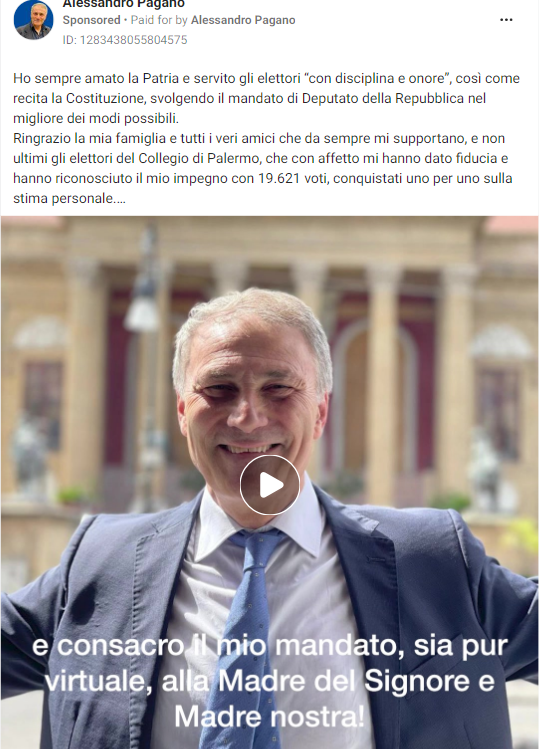 Alessandro Pagano
Sponsored • Paid for by Alessandro Pagano
ID: 1283438055804575
Ho sempre amato la Patria e servito gli elettori “con disciplina e onore”, così come
recita la Costituzione, svolgendo il mandato di Deputato della Repubblica nel
migliore dei modi possibili.
Ringrazio la mia famiglia e tutti i veri amici che da sempre mi supportano, e non
ultimi gli elettori del Collegio di Palermo, che con affetto mi hanno dato fiducia e
hanno riconosciuto il mio impegno con 19.621 voti, conquistati uno per uno sulla
stima personale.…
e consacro il mio mandato, sia pur
virtuale, alla Madre del Signore e
Madre nostra!